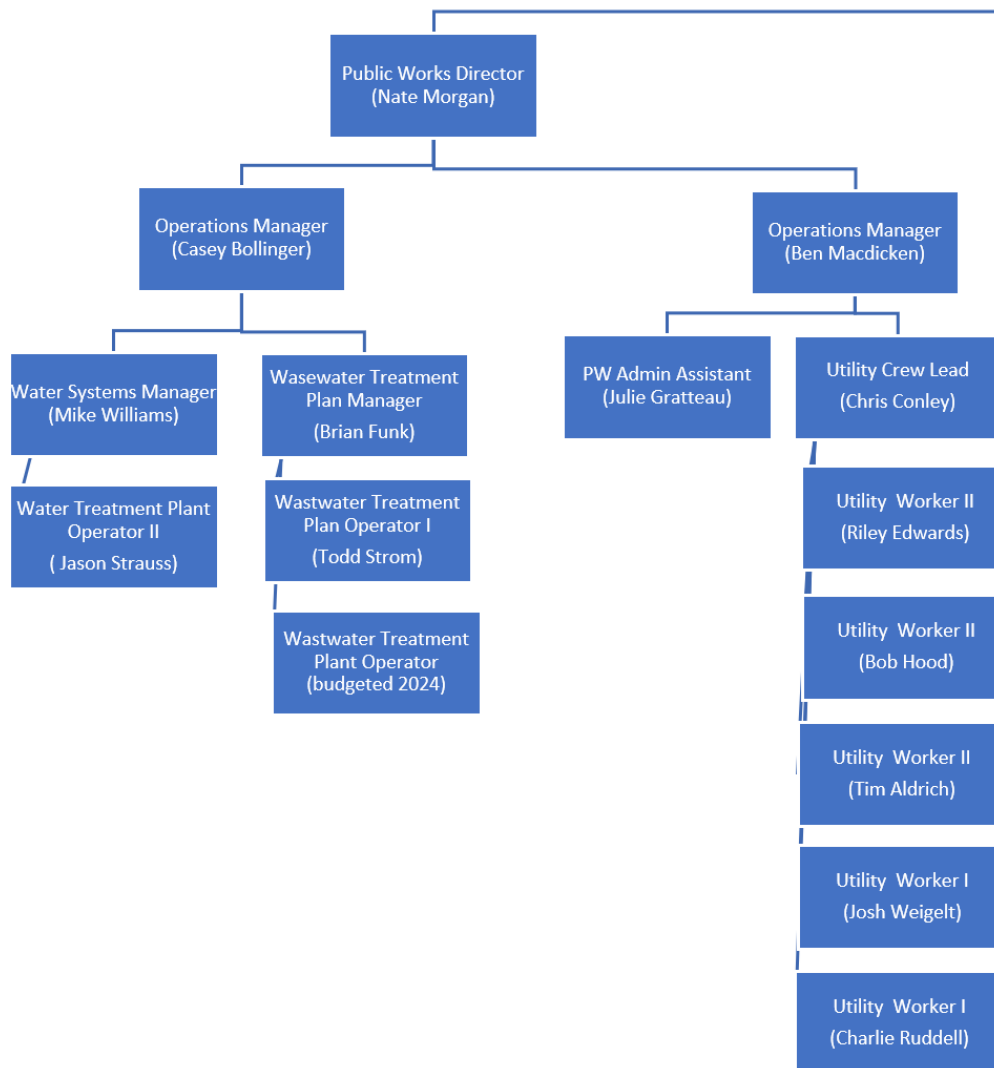 Public Works Director
(Nate Morgan)
Operations Manager
(Casey Bollinger)
Operations Manager
(Ben Macdicken)
Water Systems Manager
(Mike Williams)
Wasewater Treatment
Plan Manager
(Brian Funk)
PW Admin Assistant
(Julie Gratteau)
Utility Crew Lead
(Chris Conley)
Water Treatment Plant
Operator II
( Jason Strauss)
Wastwater Treatment
Plan Operator I
(Todd Strom)
Wastwater Treatment
Plant Operator
(budgeted 2024)
Utility  Worker II
(Riley Edwards)
Utility  Worker II
(Bob Hood)
Utility  Worker II
(Tim Aldrich)
Utility  Worker I
(Josh Weigelt)
Utility  Worker I
(Charlie Ruddell)